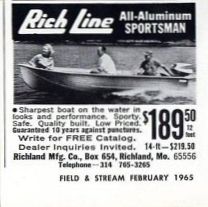 Rich Line
All-Aluminum
SPORTSMAN
• Sharpest boat on the water in
looks and performance. Sporty.
Safe. Quality built. Low Priced.
Guaranteed 10 years against punctures.
Write for FREE Catalog.
Dealer Inquiries Invited.
$189.50
12
foot
14-ft—$219.50
Richland Mfg. Co., Box 654, Richland, Mo. 65556
Telephone—314 765-3265
FIELD & STREAM FEBRUARY 1965